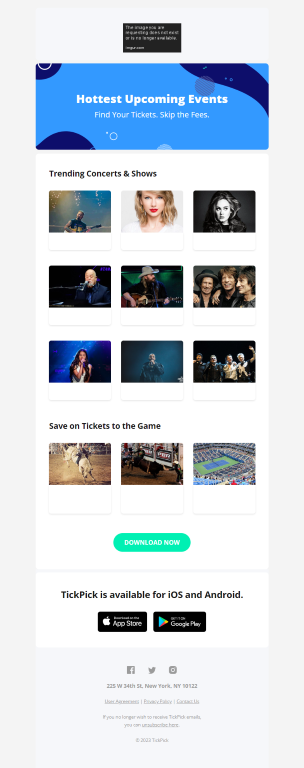 The image you are
requesting does not exist
or is no longer available.
imgur.com
Hottest Upcoming Events
Find Your Tickets. Skip the Fees.
Trending Concerts & Shows
Save on Tickets to the Game
DOWNLOAD NOW
TickPick is available for iOS and Android.
Download on the
App Store
GET IT ON
Google Play
225 W 34th St. New York, NY 10122
User Agreement | Privacy Policy | Contact Us
If you no longer wish to receive TickPick emails,
you can unsubscribe here.
© 2023 TickPick